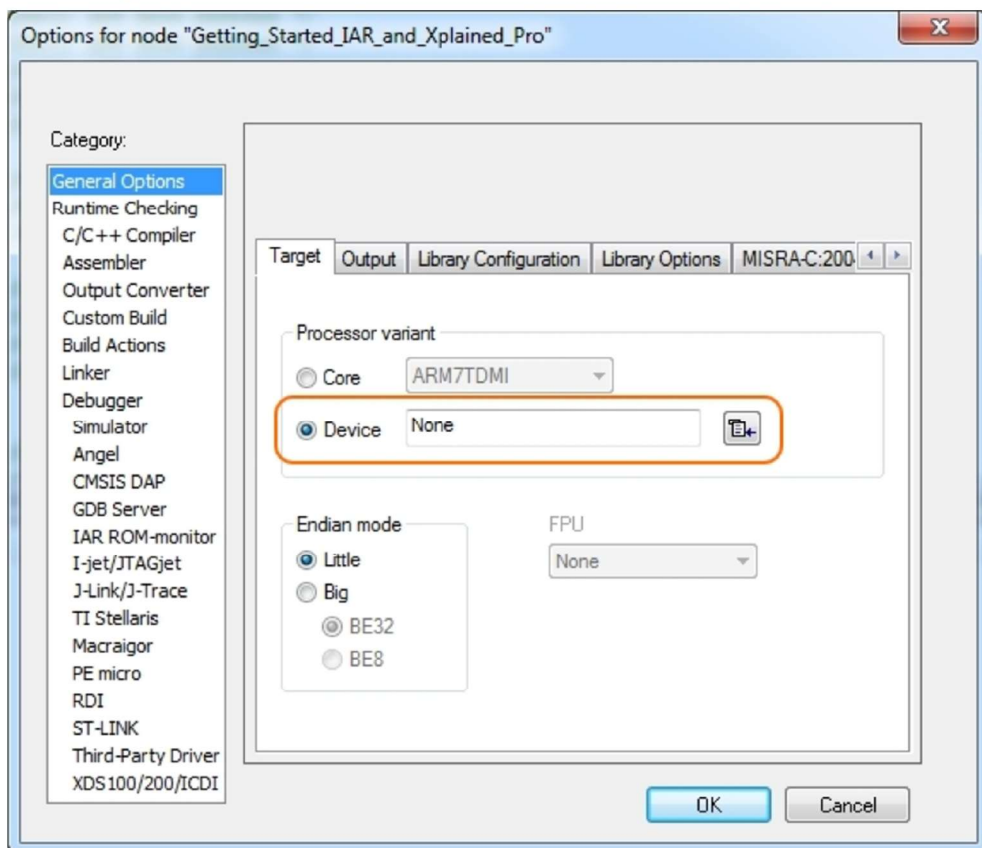 Options for node "Getting_Started_IAR_and_Xplained_Pro"
Category:
General Options
Runtime Checking
C/C++ Compiler
Assembler
Output Converter
Custom Build
Build Actions
Linker
Debugger
Simulator
Angel
CMSIS DAP
GDB Server
IAR ROM-monitor
I-jet/JTAGjet
J-Link/J-Trace
TI Stellaris
Macraigor
PE micro
RDI
ST-LINK
Third-Party Driver
XDS100/200/ICDI
Target Output Library Configuration Library Options MISRA-C:200
Processor variant
Core ARM7TDMI
Device None
Endian mode
Little
Big
BE32
BE8
FPU
None
OK Cancel